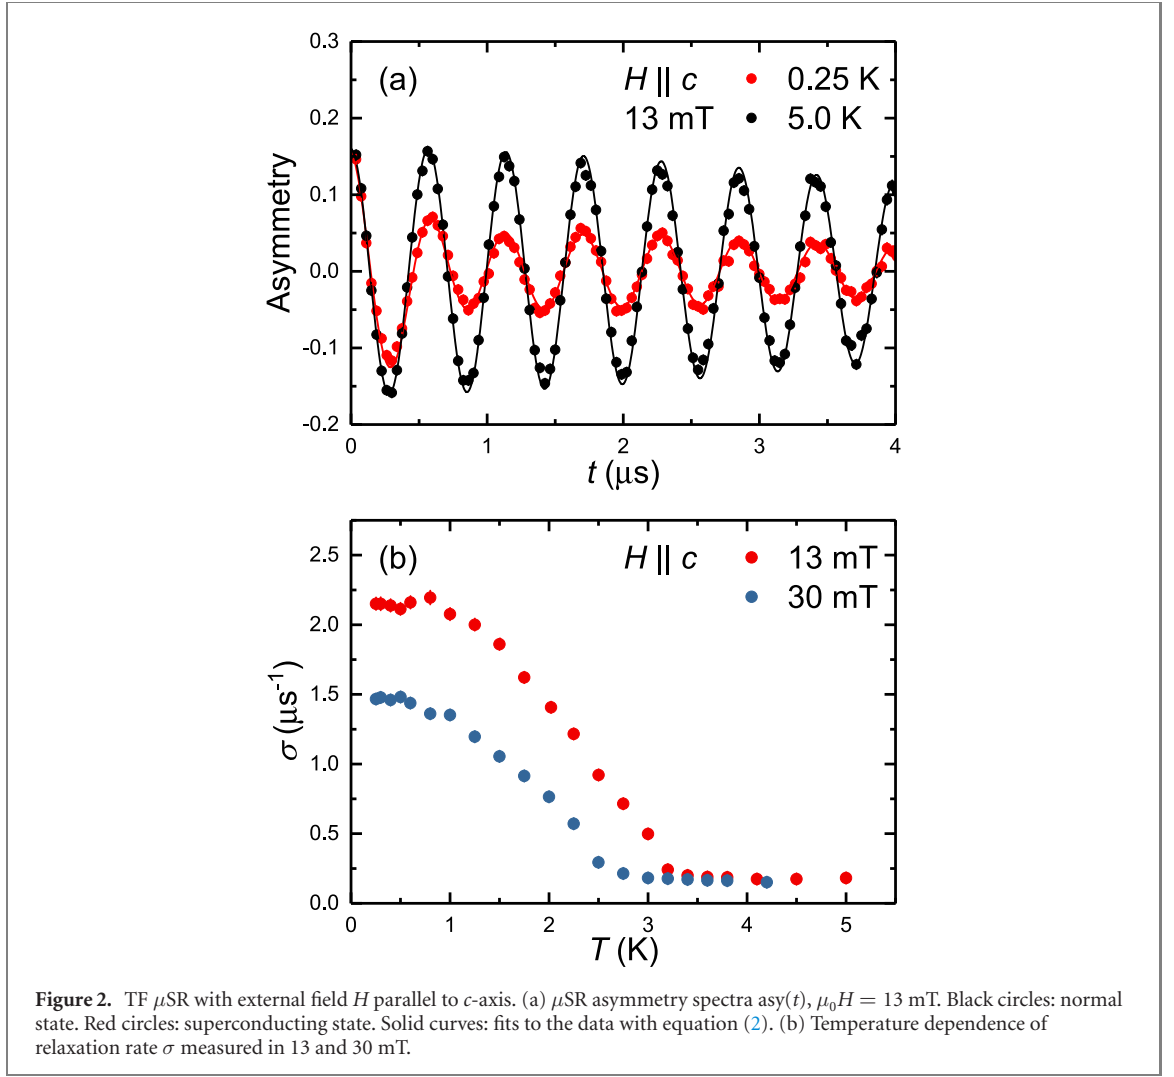 0.3
(a)
H || c
0.25 K
0.2
13 mT
5.0 K
0.1
0.0
-0.1
-0.2
Asymmetry
0 1 2 3 4
t (μs)
(b)
H || c
13 mT
30 mT
2.5
2.0
1.5
1.0
0.5
0.0
σ (μs⁻¹)
0 1 2 3 4 5
T (K)
Figure 2. TF μSR with external field H parallel to c-axis. (a) μSR asymmetry spectra asy(t), μ₀H = 13 mT. Black circles: normal
state. Red circles: superconducting state. Solid curves: fits to the data with equation (2). (b) Temperature dependence of
relaxation rate σ measured in 13 and 30 mT.